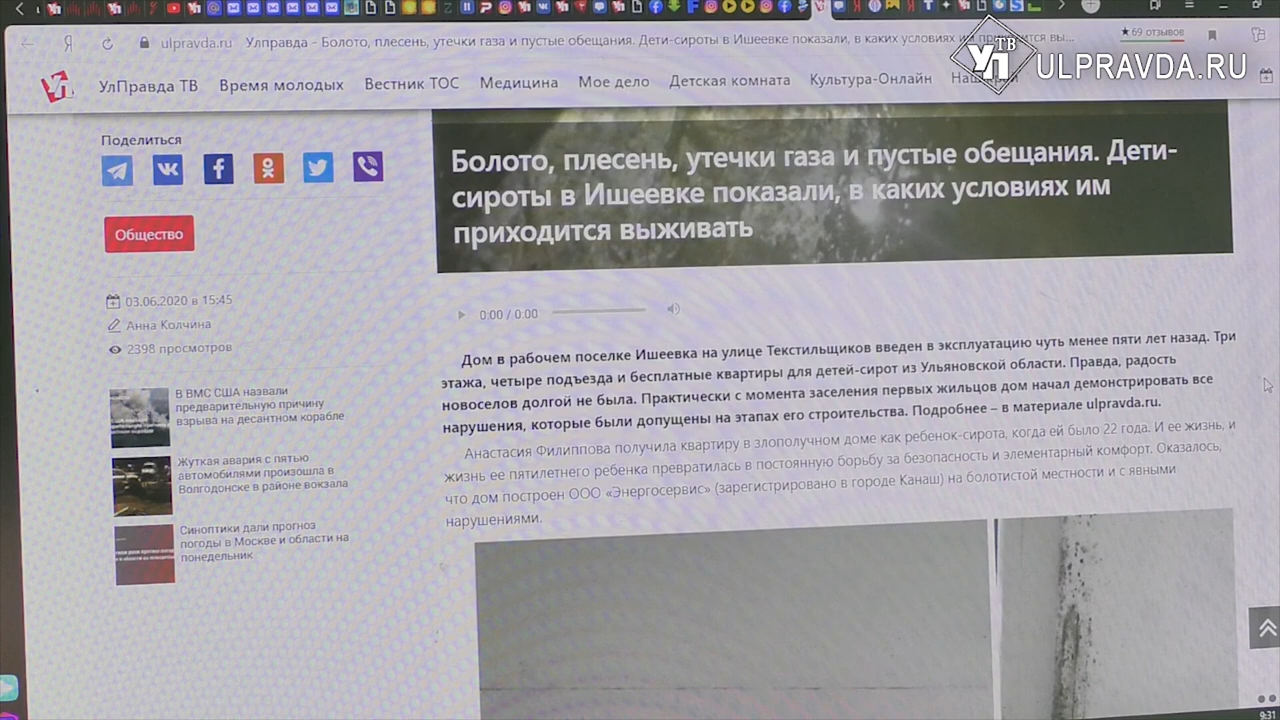 ulpravda.ru Улправда - Болото, плесень, утечки газа и пустые обещания. Дети-сироты в Ишеевке показали, в каких условиях им
69 отзывов
УП ТВ ULPRAVDA.RU
УлПравда ТВ Время молодых Вестник ТОС Медицина Мое дело Детская комната Культура-Онлайн
Поделиться
Общество
03.06.2020 в 15:45
Анна Колчина
2398 просмотров
В ВМС США назвали
предварительную причину
взрыва на десантном корабле
Жуткая авария с пятью
автомобилями произошла в
Волгодонске в районе вокзала
Синоптики дали прогноз
погоды в Москве и области на
понедельник
Болото, плесень, утечки газа и пустые обещания. Дети-
сироты в Ишеевке показали, в каких условиях им
приходится выживать
0:00 / 0:00
Дом в рабочем поселке Ишеевка на улице Текстильщиков введен в эксплуатацию чуть менее пяти лет назад. Три
этажа, четыре подъезда и бесплатные квартиры для детей-сирот из Ульяновской области. Правда, радость
новоселов долгой не была. Практически с момента заселения первых жильцов дом начал демонстрировать все
нарушения, которые были допущены на этапах его строительства. Подробнее – в материале ulpravda.ru.
Анастасия Филиппова получила квартиру в злополучном доме как ребенок-сирота, когда ей было 22 года. И ее жизнь, и
жизнь ее пятилетнего ребенка превратилась в постоянную борьбу за безопасность и элементарный комфорт. Оказалось,
что дом построен ООО «Энергосервис» (зарегистрировано в городе Канаш) на болотистой местности и с явными
нарушениями.
9:31